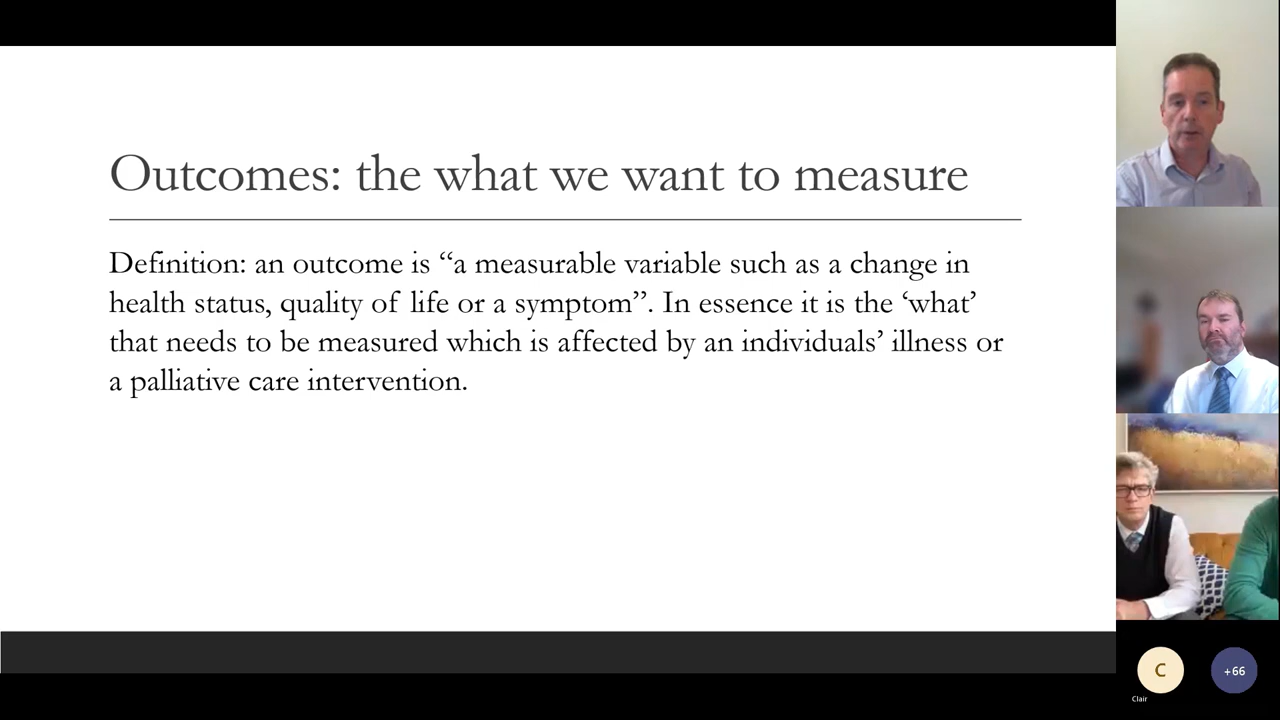 Outcomes: the what we want to measure
Definition: an outcome is “a measurable variable such as a change in
health status, quality of life or a symptom”. In essence it is the ‘what’
that needs to be measured which is affected by an individuals’ illness or
a palliative care intervention.
C
+66
Clair